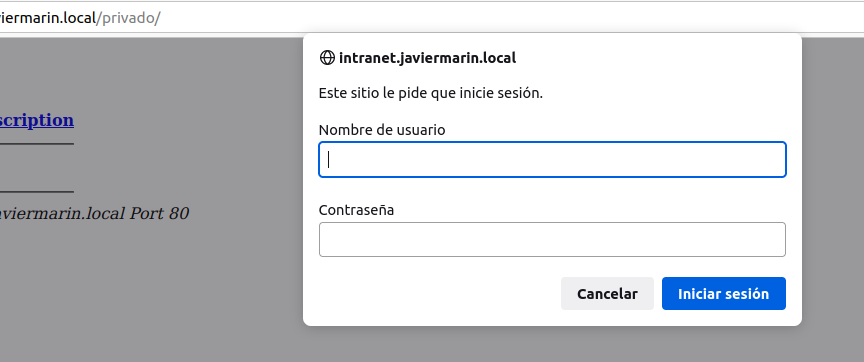 iermarin.local/privado/
intranet.javiermarin.local
Este sitio le pide que inicie sesión.
scription
Nombre de usuario
aviermarin.local Port 80
Contraseña
Cancelar
Iniciar sesión